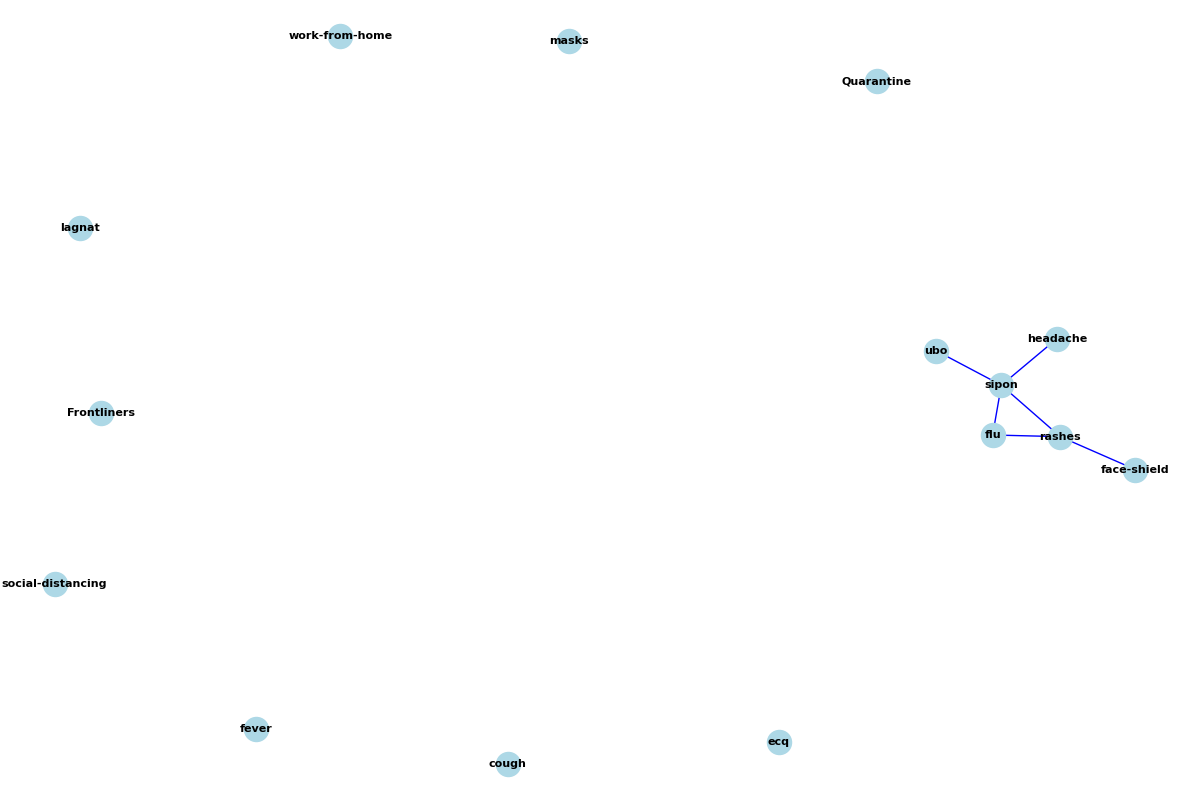 work-from-home
masks
Quarantine
lagnat
headache
ubo
sipon
Frontliners
flu
rashes
face-shield
social-distancing
fever
ecq
cough